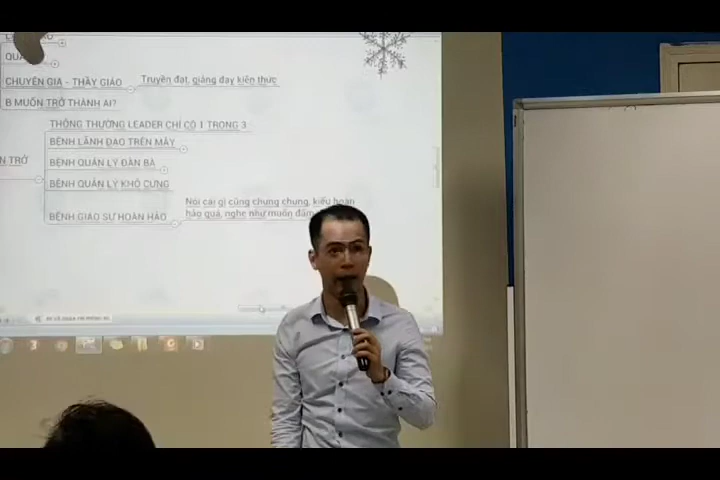 QUẢ
CHUYÊN GIA - THẦY GIÁO
Truyền đạt, giảng dạy kiến thức
B MUỐN TRỞ THÀNH AI?
THÔNG THƯỜNG LEADER CHỈ CÓ 1 TRONG 3
BỆNH LÃNH ĐẠO TRÊN MÂY
N TRỞ
BỆNH QUẢN LÝ ĐÀN BÀ
BỆNH QUẢN LÝ KHÔ CỨNG
Nói cái gì cũng chung chung, kiểu hoàn
hảo quá, nghe như muốn đấm
BỆNH GIÁO SƯ HOÀN HẢO